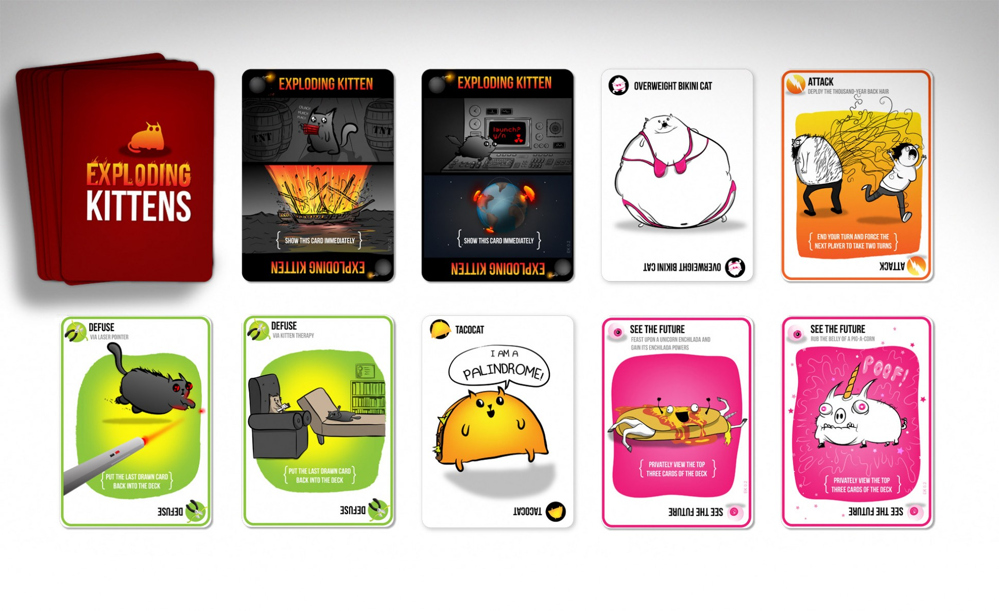 EXPLODING
KITTENS
EXPLODING KITTEN
CRUNCH
MUNCH
MUNCH
TNT
TNT
SHOW THIS CARD IMMEDIATELY
EK 0.2
EXPLODING KITTEN
EXPLODING KITTEN
launch?
y/n
SHOW THIS CARD IMMEDIATELY
EK 0.2
EXPLODING KITTEN
OVERWEIGHT BIKINI CAT
OVERWEIGHT BIKINI CAT
ATTACK
DEPLOY THE THOUSAND-YEAR BACK HAIR
END YOUR TURN AND FORCE THE
NEXT PLAYER TO TAKE TWO TURNS
ATTACK
DEFUSE
VIA LASER POINTER
PUT THE LAST DRAWN CARD
BACK INTO THE DECK
DEFUSE
DEFUSE
VIA KITTEN THERAPY
PUT THE LAST DRAWN CARD
BACK INTO THE DECK
DEFUSE
TACOCAT
I AM A
PALINDROME!
TACOCAT
SEE THE FUTURE
FEAST UPON A UNICORN ENCHILADA AND
GAIN ITS ENCHILADA POWERS
PRIVATELY VIEW THE TOP
THREE CARDS OF THE DECK
EK 0.2
SEE THE FUTURE
SEE THE FUTURE
RUB THE BELLY OF A PIG-A-CORN
POOF!
PRIVATELY VIEW THE TOP
THREE CARDS OF THE DECK
EK 0.2
SEE THE FUTURE